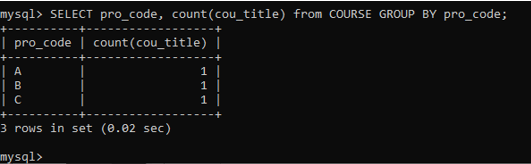 mysql> SELECT pro_code, count(cou_title) from COURSE GROUP BY pro_code;
+----------+------------------+
| pro_code | count(cou_title) |
+----------+------------------+
| A        |                1 |
| B        |                1 |
| C        |                1 |
+----------+------------------+
3 rows in set (0.02 sec)
mysql>